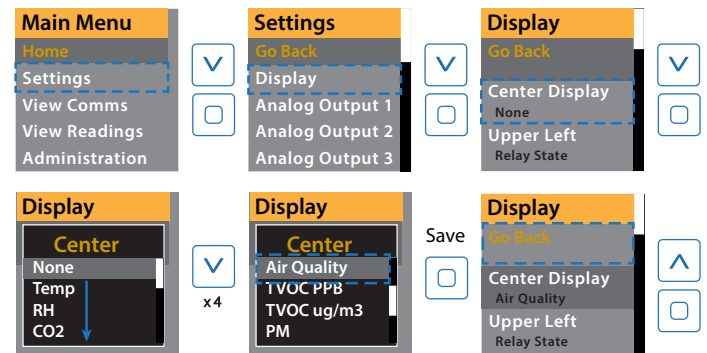 Main Menu
Home
Settings
View Comms
View Readings
Administration
Settings
Go Back
Display
Analog Output 1
Analog Output 2
Analog Output 3
Display
Go Back
Center Display
None
Upper Left
Relay State
Display
Center
None
Temp
RH
CO2
x4
Display
Center
Air Quality
TVOC PPB
TVOC ug/m3
PM
Save
Display
Go Back
Center Display
Air Quality
Upper Left
Relay State